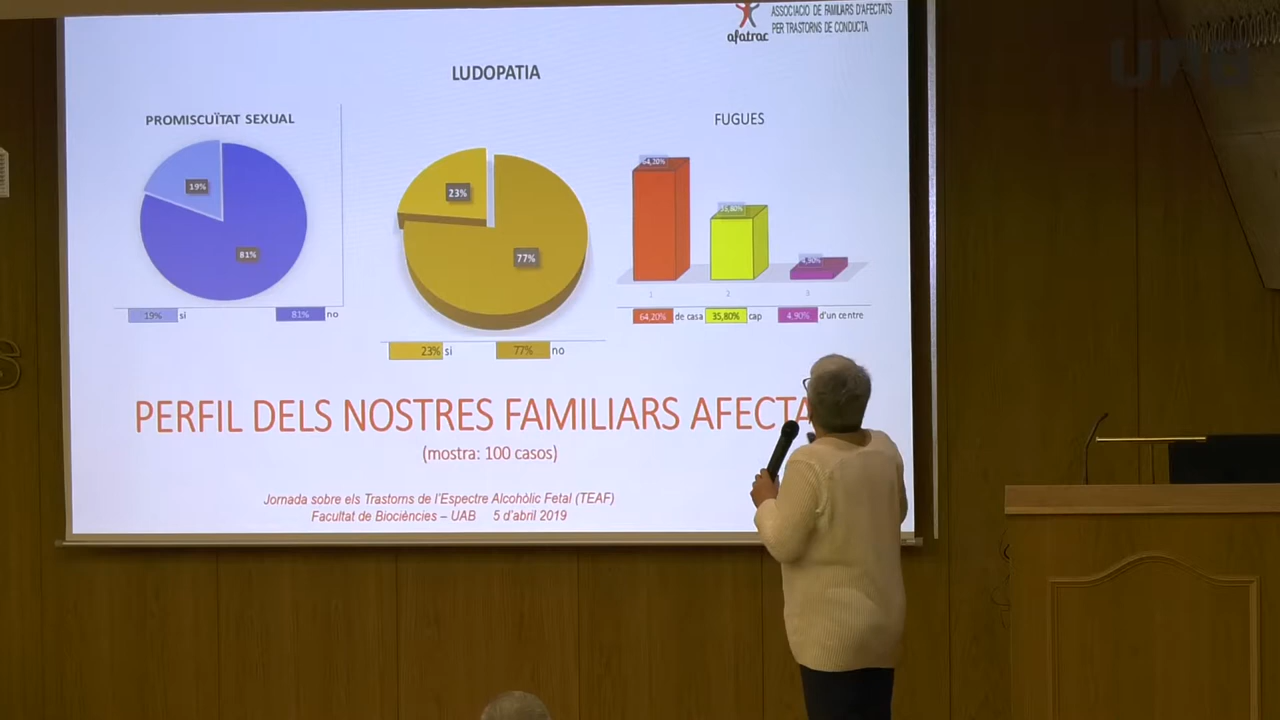 afatrac
ASSOCIACIÓ DE FAMILIARS D'AFECTATS
PER TRASTORNS DE CONDUCTA
UAB
LUDOPATIA
PROMISCUÏTAT SEXUAL
19%
81%
19% si
81% no
23%
77%
23% si
77% no
FUGUES
64,20%
35,80%
4,90%
1
2
3
64,20% de casa
35,80% cap
4,90% d'un centre
PERFIL DELS NOSTRES FAMILIARS AFECTA
(mostra: 100 casos)
Jornada sobre els Trastorns de l'Espectre Alcohòlic Fetal (TEAF)
Facultat de Biociències – UAB 5 d'abril 2019